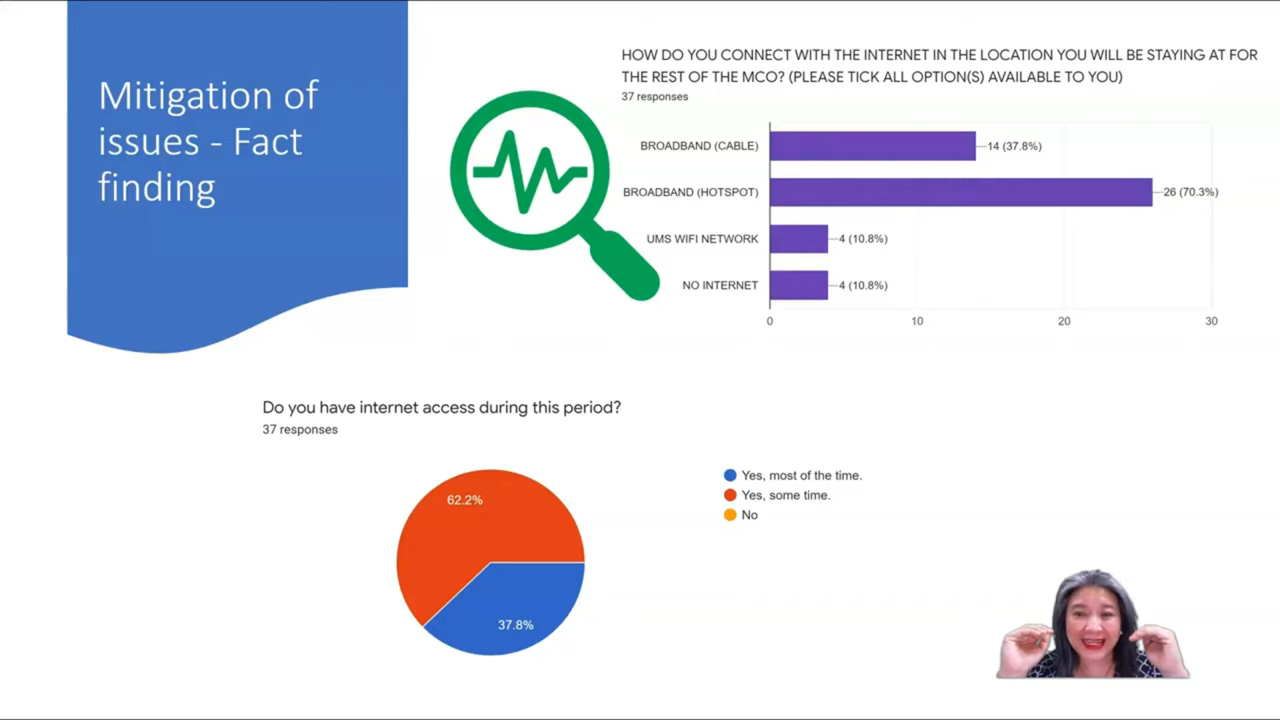 Mitigation of
issues - Fact
finding
HOW DO YOU CONNECT WITH THE INTERNET IN THE LOCATION YOU WILL BE STAYING AT FOR
THE REST OF THE MCO? (PLEASE TICK ALL OPTION(S) AVAILABLE TO YOU)
37 responses
BROADBAND (CABLE) 14 (37.8%)
BROADBAND (HOTSPOT) 26 (70.3%)
UMS WIFI NETWORK 4 (10.8%)
NO INTERNET 4 (10.8%)
0 10 20 30
Do you have internet access during this period?
37 responses
62.2%
37.8%
Yes, most of the time.
Yes, some time.
No